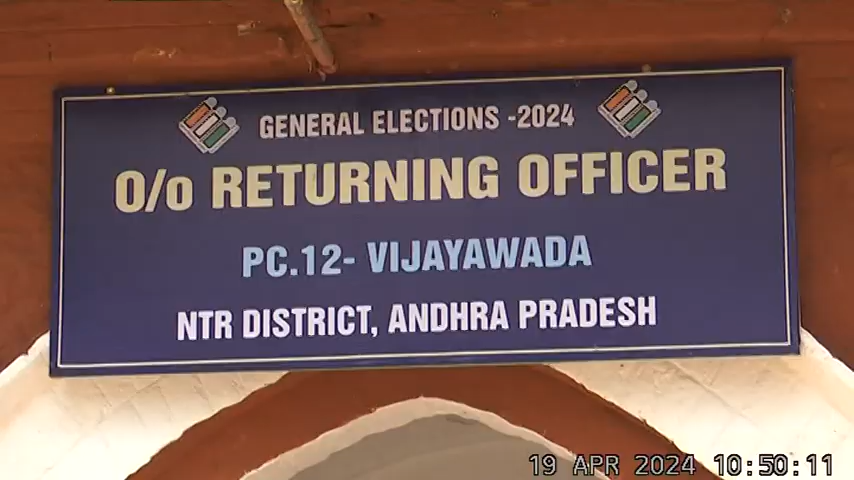 GENERAL ELECTIONS -2024
O/o RETURNING OFFICER
PC.12- VIJAYAWADA
NTR DISTRICT, ANDHRA PRADESH
19 APR 2024 10:50:11